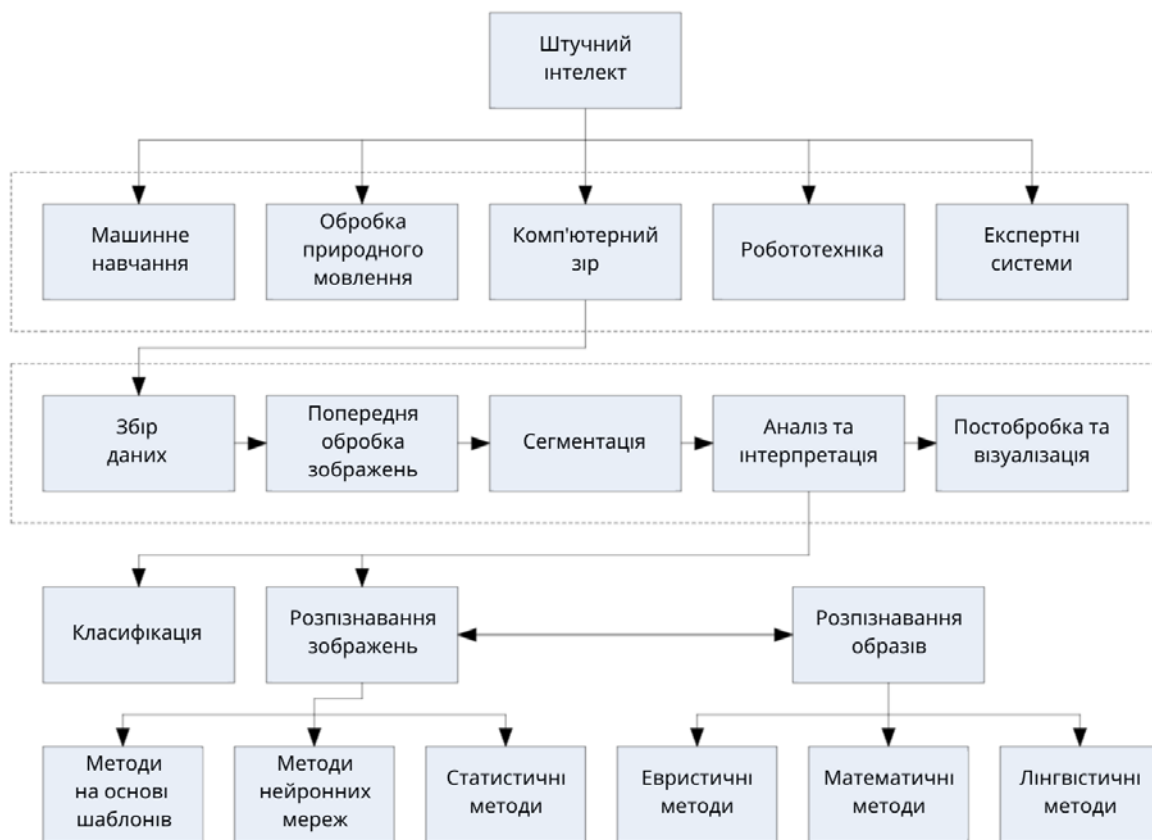 Штучний
інтелект
Машинне
навчання
Обробка
природного
мовлення
Комп'ютерний
зір
Робототехніка
Експертні
системи
Збір
даних
Попередня
обробка
зображень
Сегментація
Аналіз та
інтерпретація
Постобробка та
візуалізація
Класифікація
Розпізнавання
зображень
Розпізнавання
образів
Методи
на основі
шаблонів
Методи
нейронних
мереж
Статистичні
методи
Евристичні
методи
Математичні
методи
Лінгвістичні
методи